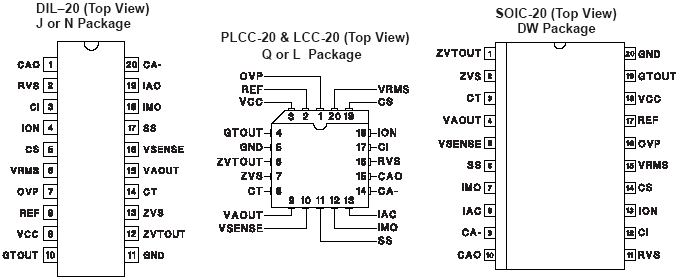 DIL–20 (Top View)
J or N Package
CAO 1 20 CA-
RVS 2 19 IAC
CI 3 18 IMO
ION 4 17 SS
CS 5 16 VSENSE
VRMS 6 15 VAOUT
OVP 7 14 CT
REF 8 13 ZVS
VCC 9 12 ZVTOUT
GTOUT 10 11 GND
PLCC-20 & LCC-20 (Top View)
Q or L Package
OVP
REF VRMS
VCC CS
3 2 1 20 19
GTOUT 4 18 ION
GND 5 17 CI
ZVTOUT 6 16 RVS
ZVS 7 15 CAO
CT 8 14 CA-
9 10 11 12 13
VAOUT IAC
VSENSE IMO
SS
SOIC-20 (Top View)
DW Package
ZVTOUT 1 20 GND
ZVS 2 19 GTOUT
CT 3 18 VCC
VAOUT 4 17 REF
VSENSE 5 16 OVP
SS 6 15 VRMS
IMO 7 14 CS
IAC 8 13 ION
CA- 9 12 CI
CAO 10 11 RVS